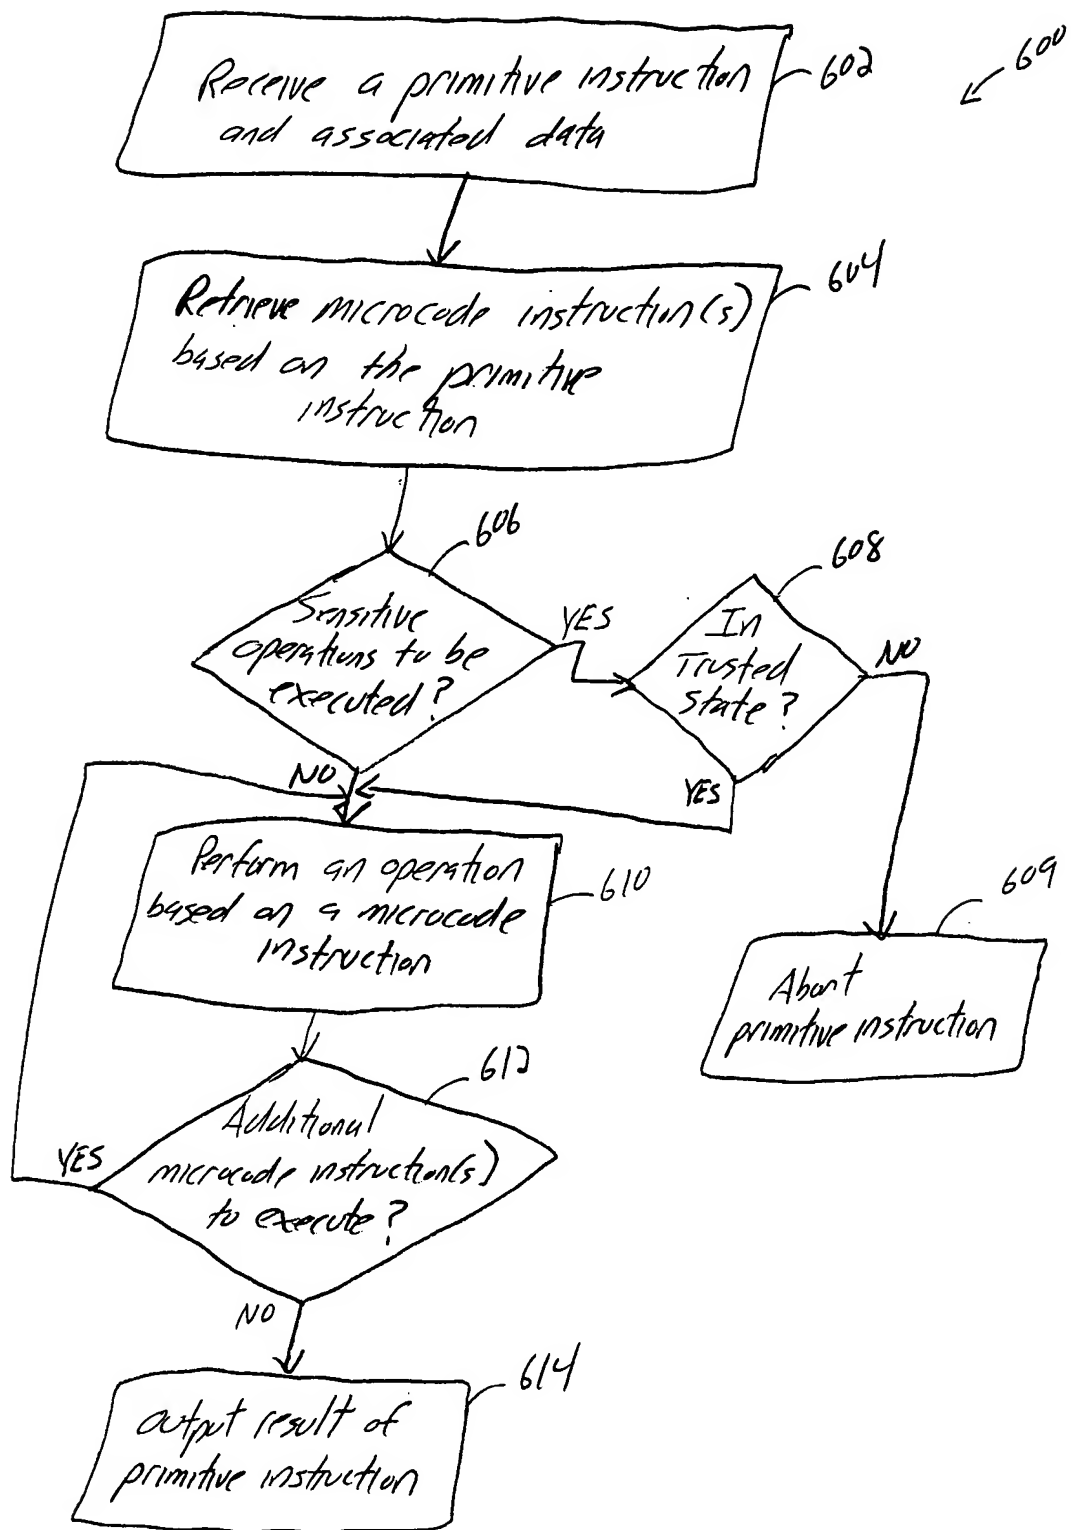 600
Receive a primitive instruction
and associated data
602
Retrieve microcode instruction(s)
based on the primitive
instruction
604
Sensitive
operations to be
executed?
606
YES
NO
In
Trusted
state?
608
NO
YES
Perform an operation
based on a microcode
instruction
610
Abort
primitive instruction
609
Additional
microcode instruction(s)
to execute?
612
YES
NO
output result of
primitive instruction
614